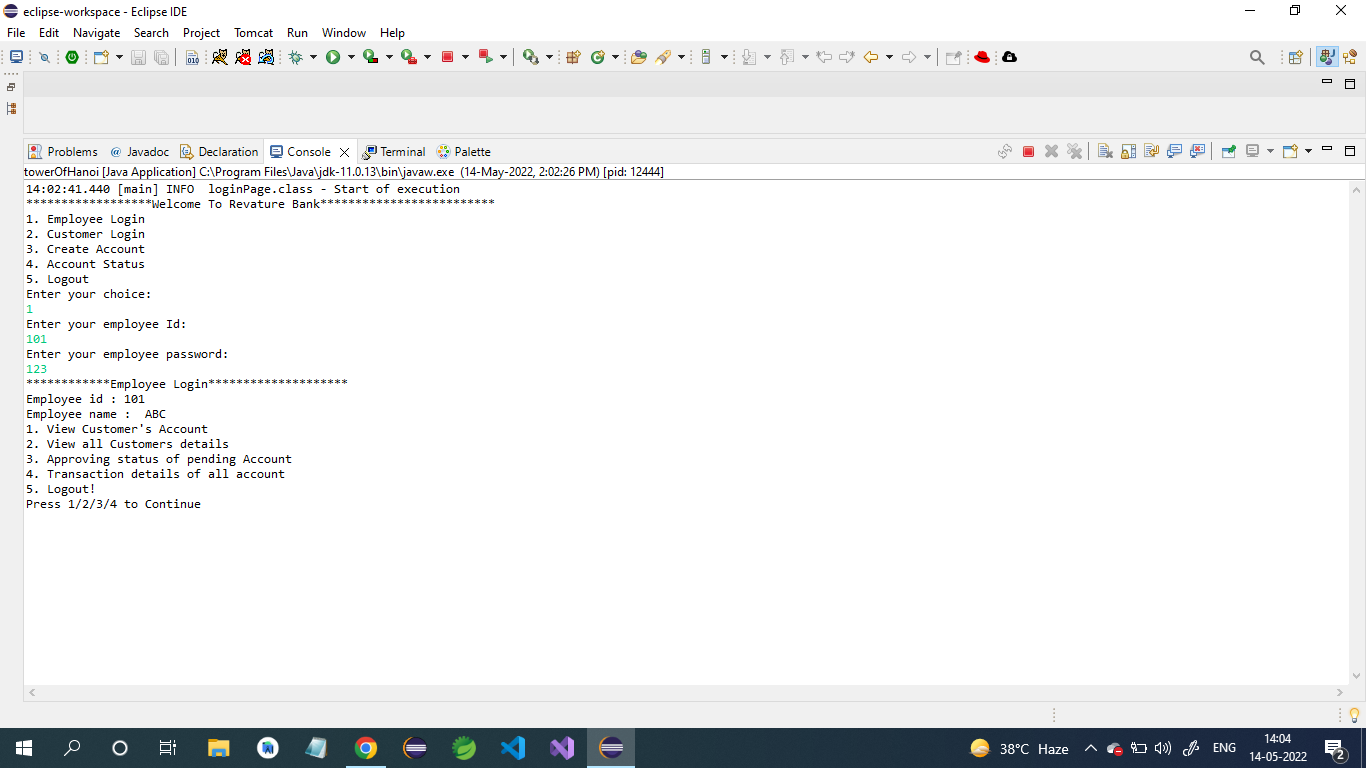 eclipse-workspace - Eclipse IDE
File Edit Navigate Search Project Tomcat Run Window Help
Problems @ Javadoc Declaration Console Terminal Palette
towerOfHanoi [Java Application] C:\Program Files\Java\jdk-11.0.13\bin\javaw.exe (14-May-2022, 2:02:26 PM) [pid: 12444]
14:02:41.440 [main] INFO  loginPage.class - Start of execution
******************Welcome To Revature Bank*************************
1. Employee Login
2. Customer Login
3. Create Account
4. Account Status
5. Logout
Enter your choice:
1
Enter your employee Id:
101
Enter your employee password:
123
************Employee Login********************
Employee id : 101
Employee name :  ABC
1. View Customer's Account
2. View all Customers details
3. Approving status of pending Account
4. Transaction details of all account
5. Logout!
Press 1/2/3/4 to Continue
38°C Haze ENG 14:04
14-05-2022 2